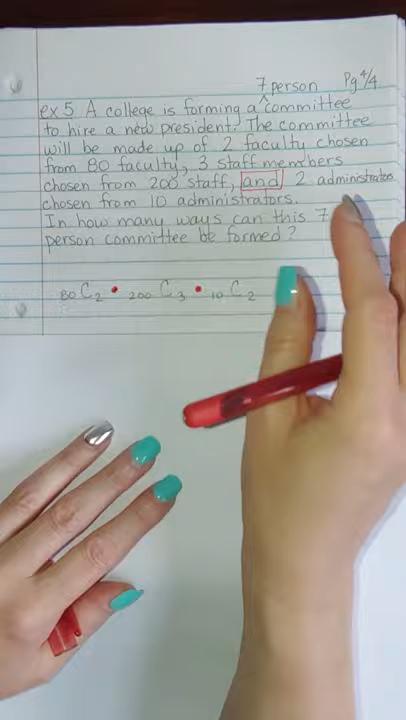 7 person Pg 4/4
ex 5 A college is forming a ^ committee
to hire a new president. The committee
will be made up of 2 faculty chosen
from 80 faculty, 3 staff members
chosen from 200 staff, and 2 administrators
chosen from 10 administrators.
In how many ways can this 7
person committee be formed?
₈₀C₂ • ₂₀₀C₃ • ₁₀C₂